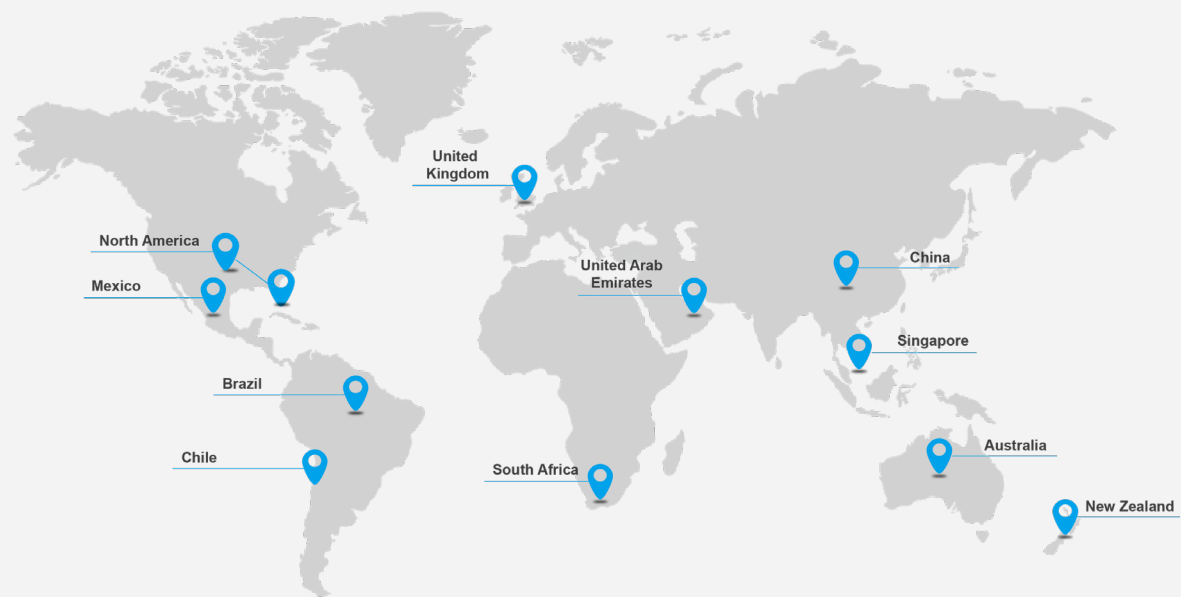 United
Kingdom
North America
Mexico
United Arab
Emirates
China
Singapore
Brazil
Chile
South Africa
Australia
New Zealand